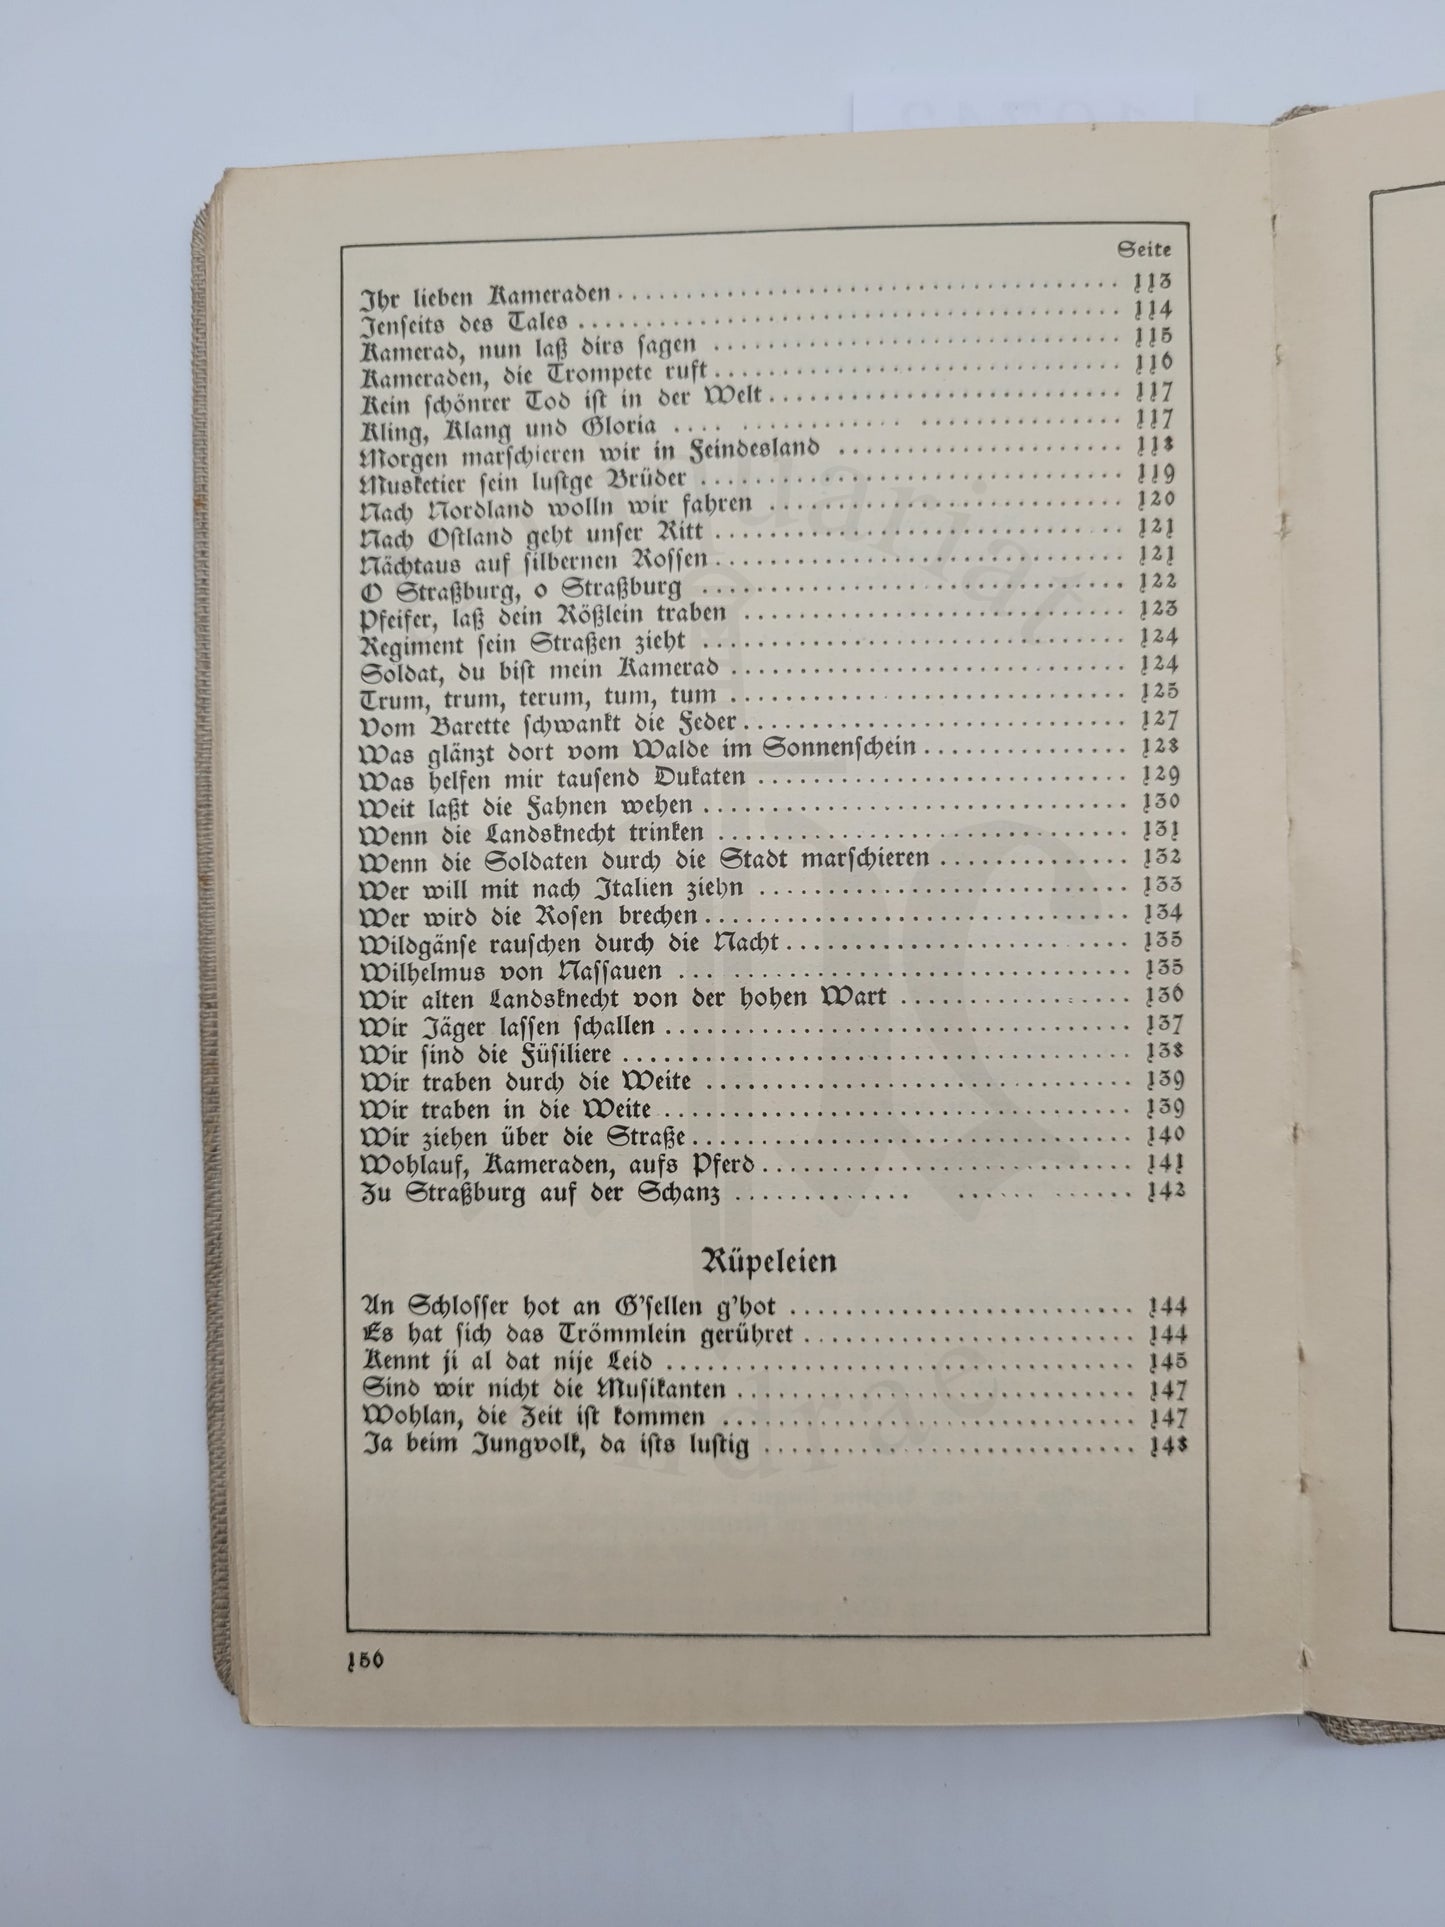 Seite
Ihr lieben Kameraden 113
Jenseits des Tales 114
Kamerad, nun laß dirs sagen 115
Kameraden, die Trompete ruft 116
Kein schönrer Tod ist in der Welt 117
Kling, Klang und Gloria 117
Morgen marschieren wir in Feindesland 118
Musketier sein lustge Brüder 119
Nach Nordland wolln wir fahren 120
Nach Ostland geht unser Ritt 121
Nächtaus auf silbernen Rossen 121
O Straßburg, o Straßburg 122
Pfeifer, laß dein Rößlein traben 123
Regiment sein Straßen zieht 124
Soldat, du bist mein Kamerad 124
Trum, trum, terum, tum, tum 125
Vom Barette schwankt die Feder 127
Was glänzt dort vom Walde im Sonnenschein 128
Was helfen mir tausend Dukaten 129
Weit laßt die Fahnen wehen 130
Wenn die Landsknecht trinken 131
Wenn die Soldaten durch die Stadt marschieren 132
Wer will mit nach Italien ziehn 133
Wer wird die Rosen brechen 134
Wildgänse rauschen durch die Nacht 135
Wilhelmus von Nassauen 135
Wir alten Landsknecht von der hohen Wart 136
Wir Jäger lassen schallen 137
Wir sind die Füsiliere 138
Wir traben durch die Weite 139
Wir traben in die Weite 139
Wir ziehen über die Straße 140
Wohlauf, Kameraden, aufs Pferd 141
Zu Straßburg auf der Schanz 142
Rüpeleien
An Schlosser hot an G'sellen g'hot 144
Es hat sich das Trömmlein gerühret 144
Kennt ji al dat nije Leid 145
Sind wir nicht die Musikanten 147
Wohlan, die Zeit ist kommen 147
Ja beim Jungvolk, da ists lustig 148
156